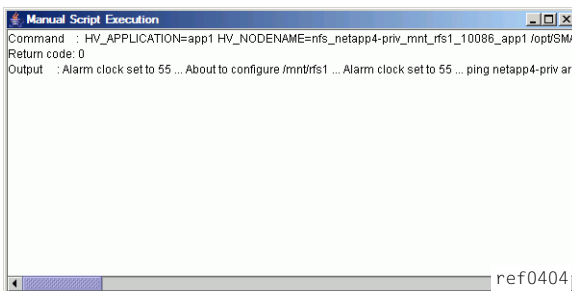 Manual Script Execution
Command : HV_APPLICATION=app1 HV_NODENAME=nfs_netapp4-priv_mnt_rfs1_10086_app1 /opt/SMA
Return code: 0
Output : Alarm clock set to 55 ... About to configure /mnt/rfs1 ... Alarm clock set to 55 ... ping netapp4-priv ar
ref0404